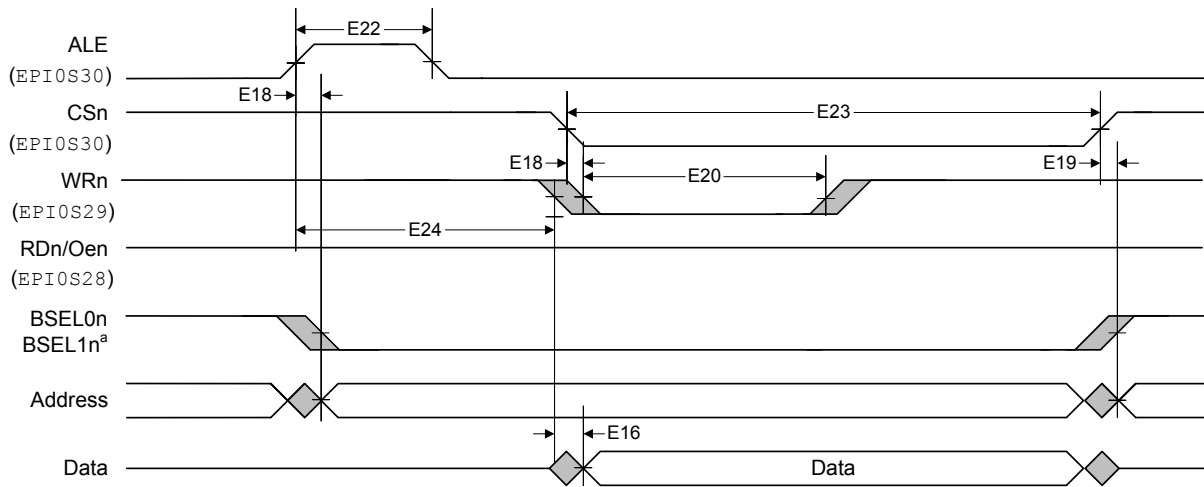 E22
ALE
(EPI0S30)
E18
CSn
E23
(EPI0S30)
E18
E19
WRn
E20
(EPI0S29)
E24
RDn/Oen
(EPI0S28)
BSEL0n
BSEL1nᵃ
Address
E16
Data
Data